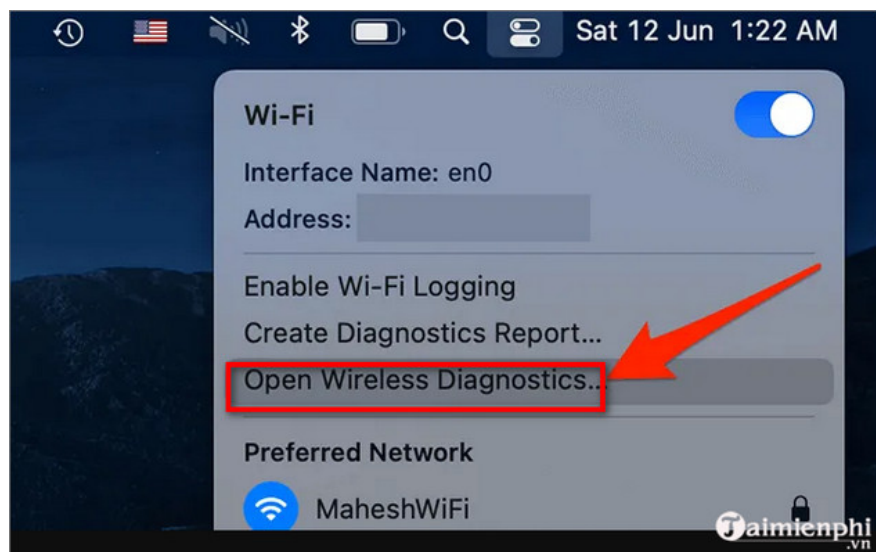 Sat 12 Jun 1:22 AM
Wi-Fi
Interface Name: en0
Address:
Enable Wi-Fi Logging
Create Diagnostics Report...
Open Wireless Diagnostics...
Preferred Network
MaheshWiFi
Taimienphi
.vn